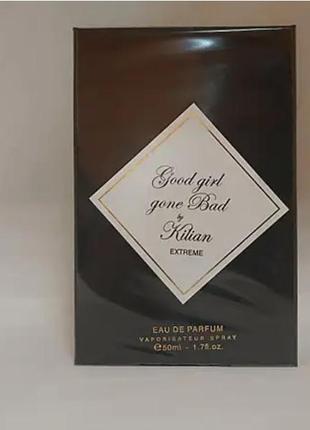 Good girl
gone Bad
by
Kilian
EXTREME
EAU DE PARFUM
VAPORISATEUR SPRAY
℮50ml - 1.7fl.oz.